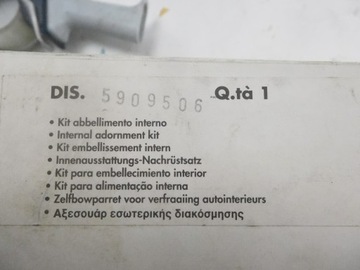 DIS. 5909506 Q.tà 1
• Kit abbellimento interno
• Internal adornment kit
• Kit embellissement intern
• Innenausstattungs-Nachrüstsatz
• Kit para embellecimiento interior
• Kit para alimentação interna
• Zelfbowparret voor verfraaiing autointerieurs
• Αξεσουάρ εσωτερικής διακόσμησης